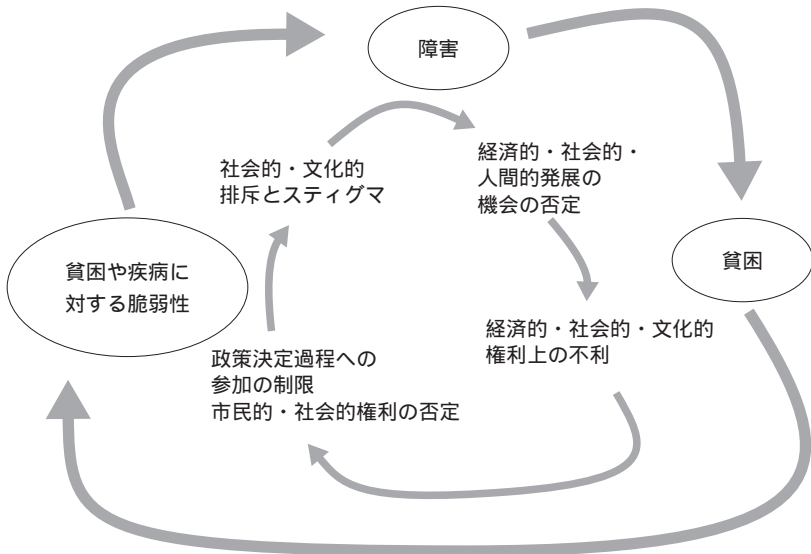 障害
社会的・文化的
排斥とスティグマ
経済的・社会的・
人間的発展の
機会の否定
貧困
貧困や疾病に
対する脆弱性
経済的・社会的・文化的
権利上の不利
政策決定過程への
参加の制限
市民的・社会的権利の否定